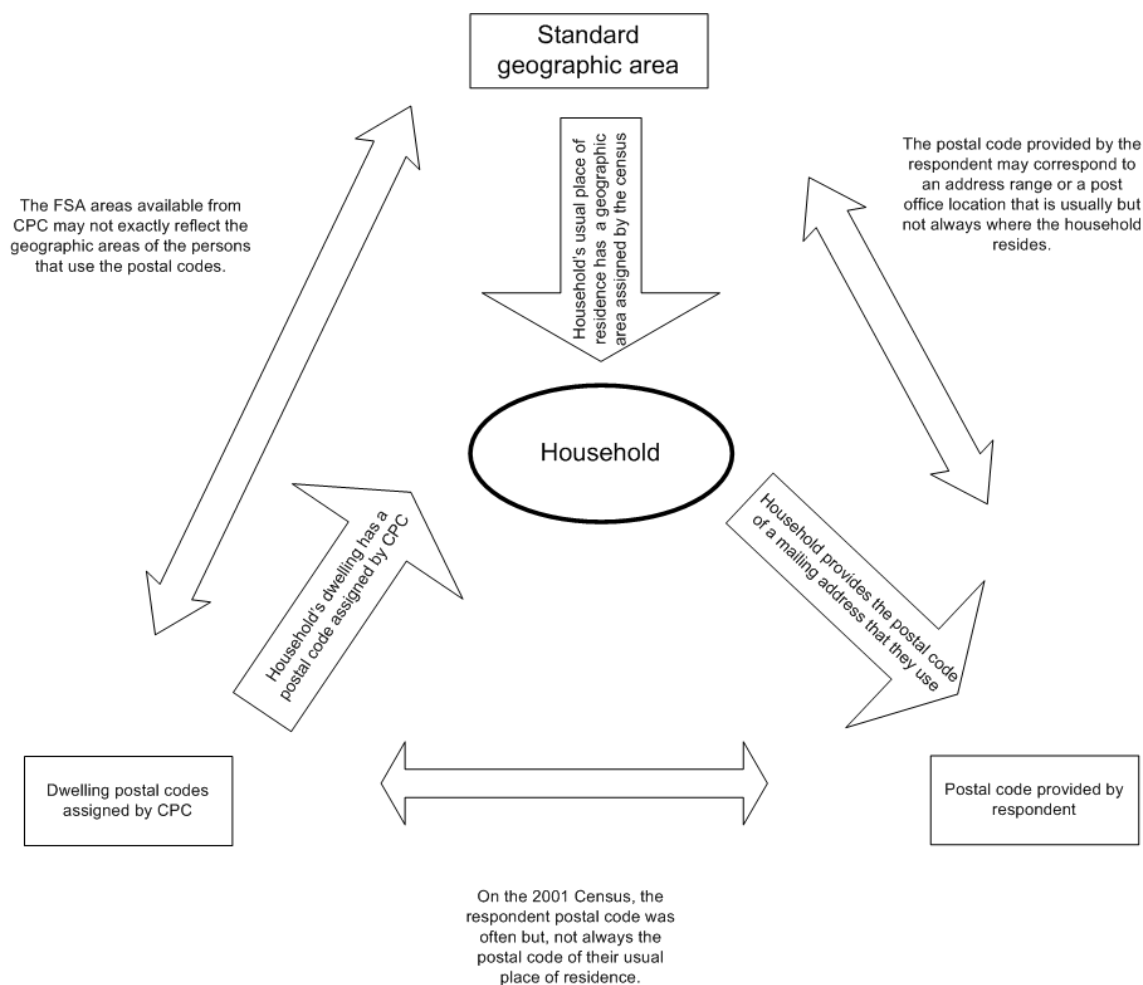 Standard
geographic area
Household's usual place of
residence has a geographic
area assigned by the census
The postal code provided by the
respondent may correspond to
an address range or a post
office location that is usually but
not always where the household
resides.
The FSA areas available from
CPC may not exactly reflect the
geographic areas of the persons
that use the postal codes.
Household
Household's dwelling has a
postal code assigned by CPC
Household provides the postal code
of a mailing address that they use
Dwelling postal codes
assigned by CPC
Postal code provided by
respondent
On the 2001 Census, the
respondent postal code was
often but, not always the
postal code of their usual
place of residence.